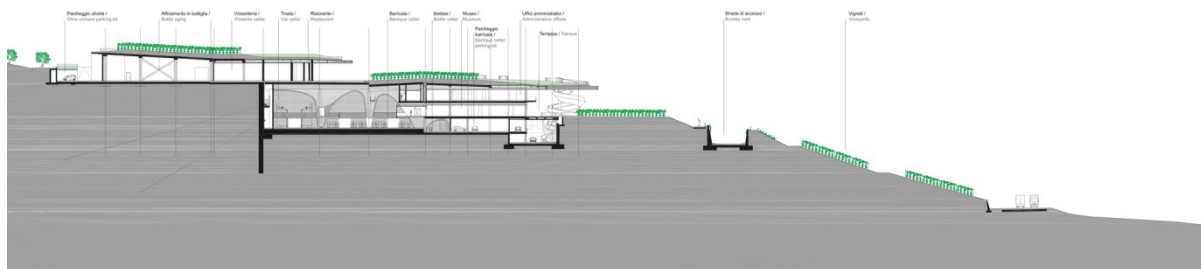 Parcheggio uliveta /
Olive orchard parking lot
Affinamento in bottiglia /
Bottle aging
Vinsanteria /
Vinsanto cellar
Tinaia /
Vat cellar
Ristorante /
Restaurant
Barricaia /
Barrique cellar
Bottaia /
Bottle cellar
Museo /
Museum
Parcheggio
barricaia /
Barrique cellar
parking lot
Uffici amministrativi /
Administrative offices
Terrazza / Terrace
Strada di accesso /
Access road
Vigneti /
Vineyards